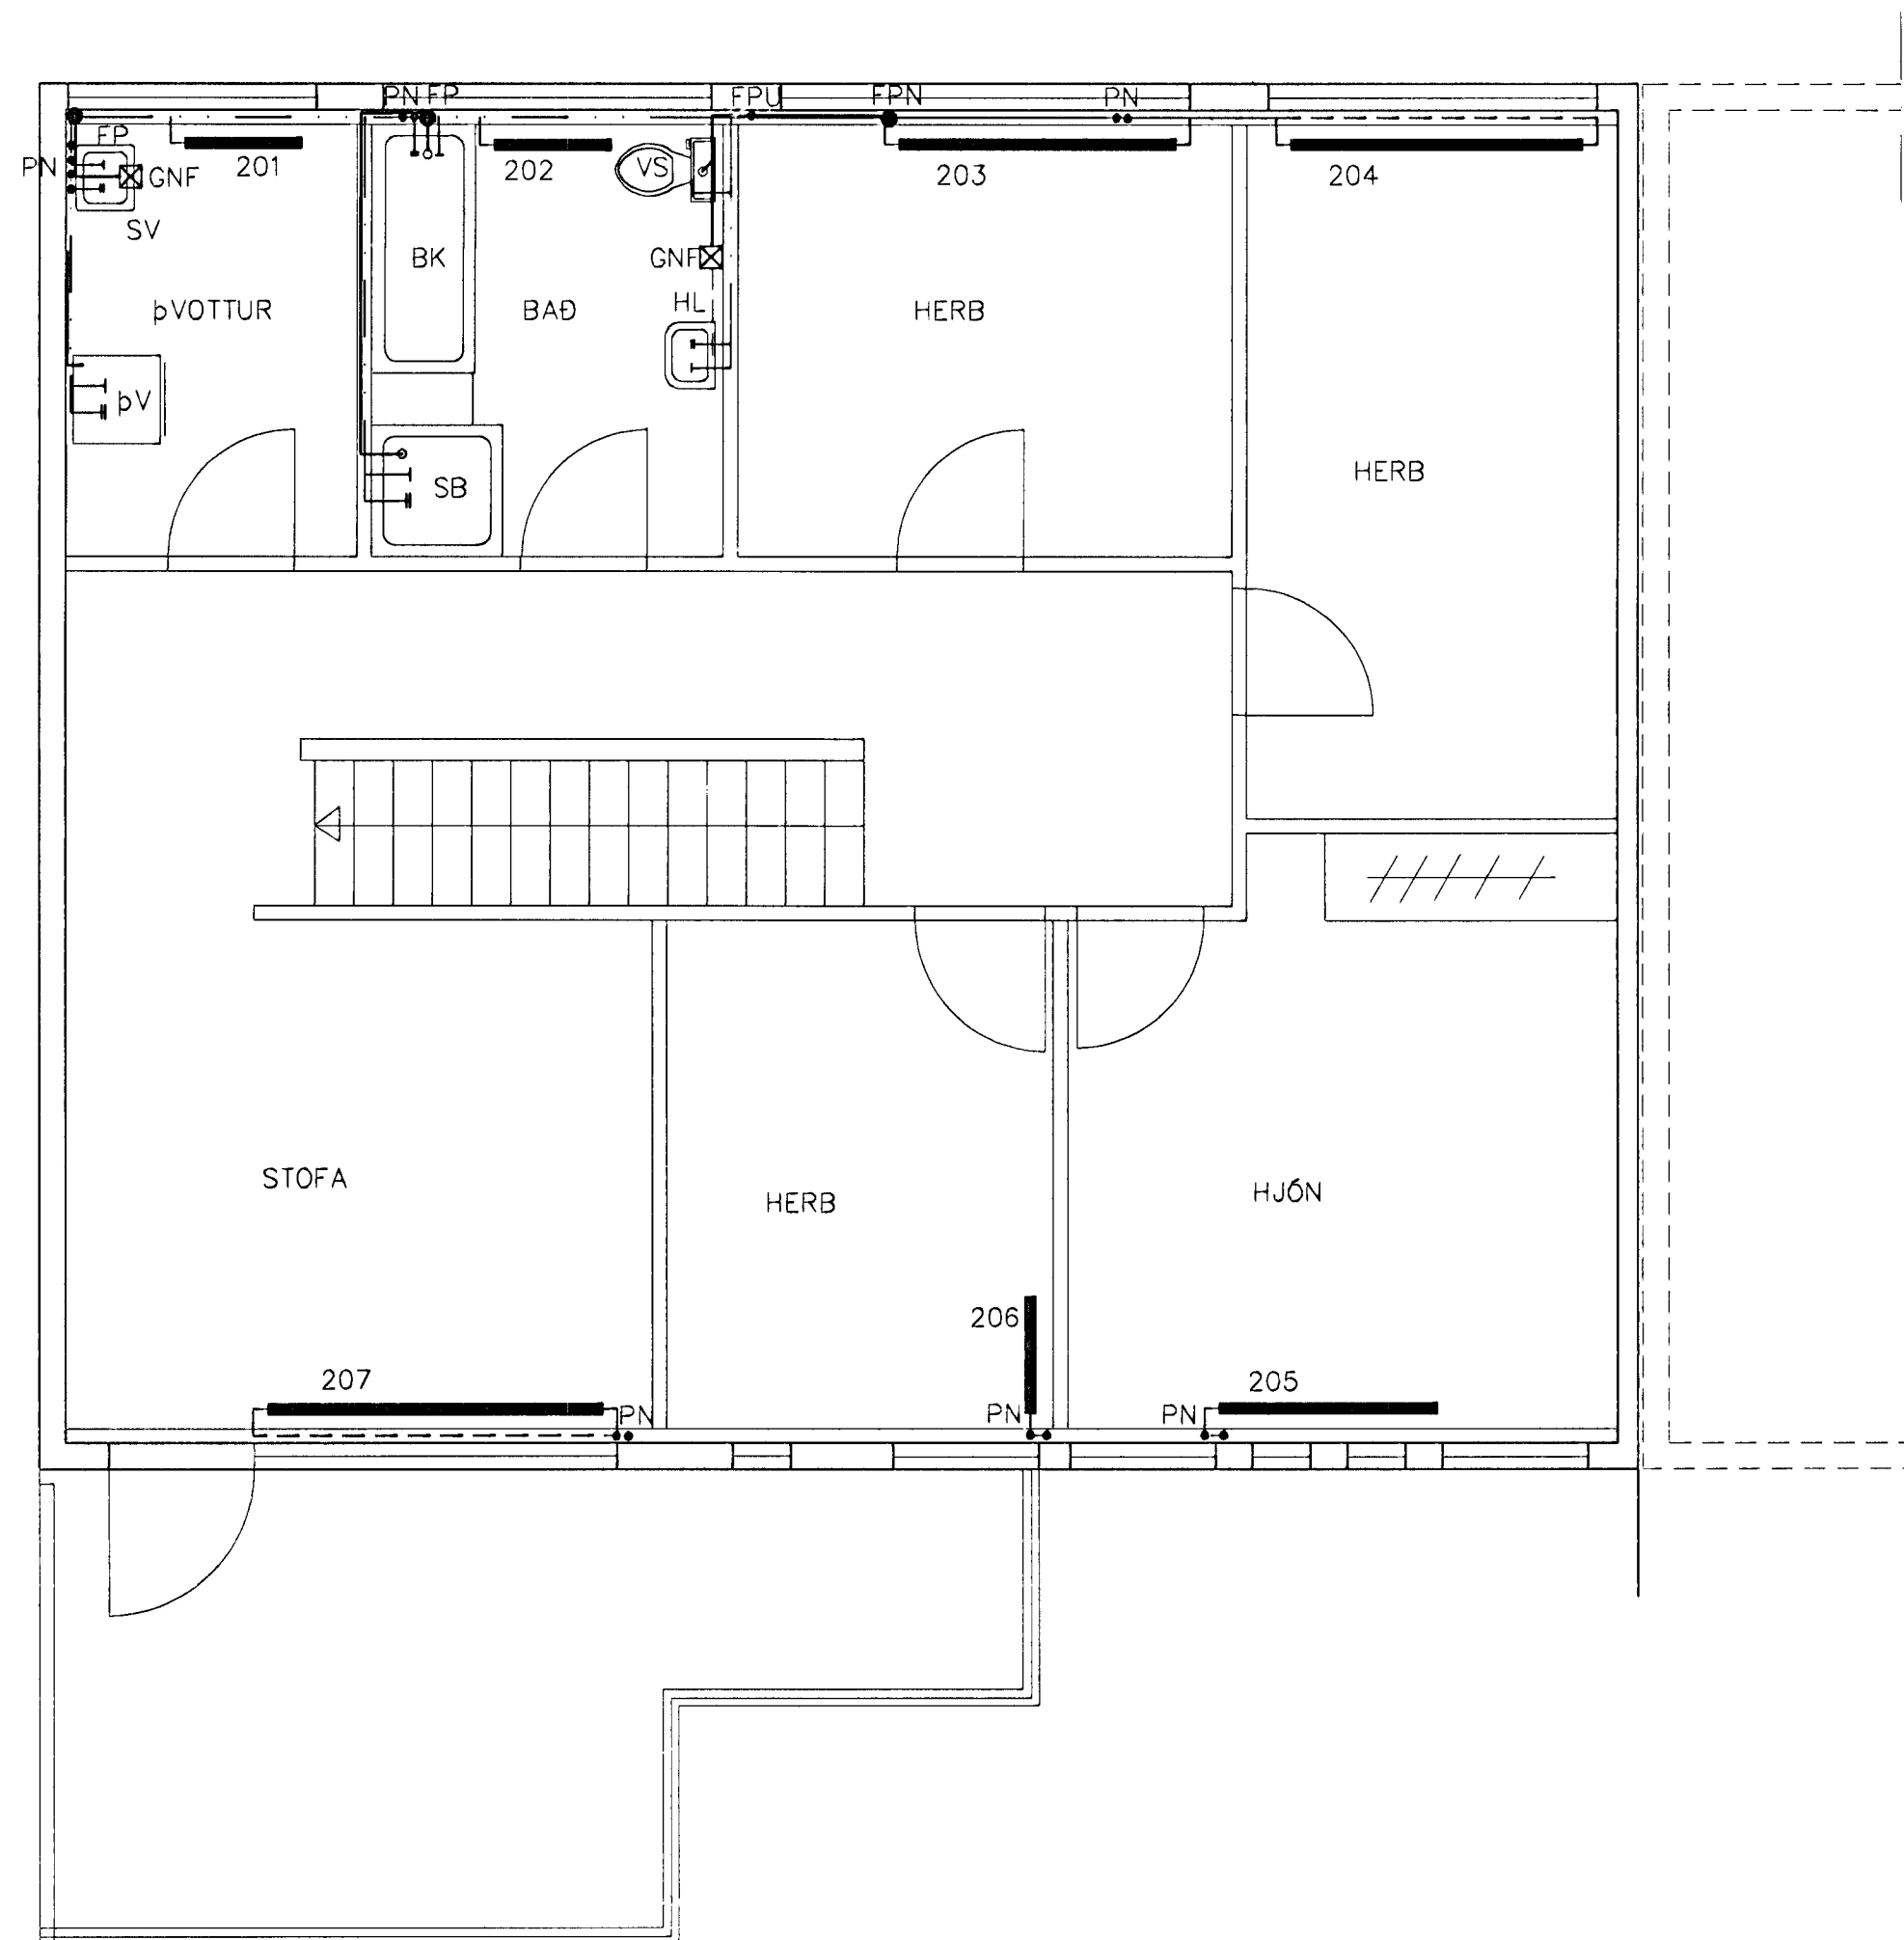 PN FP
FPU
FPN
PN
FP
PN
GNF
201
202
VS
203
204
SV
BK
GNF
HL
ÞVOTTUR
BAÐ
HERB
ÞV
SB
HERB
STOFA
HERB
HJÓN
206
207
205
PN
PN
PN